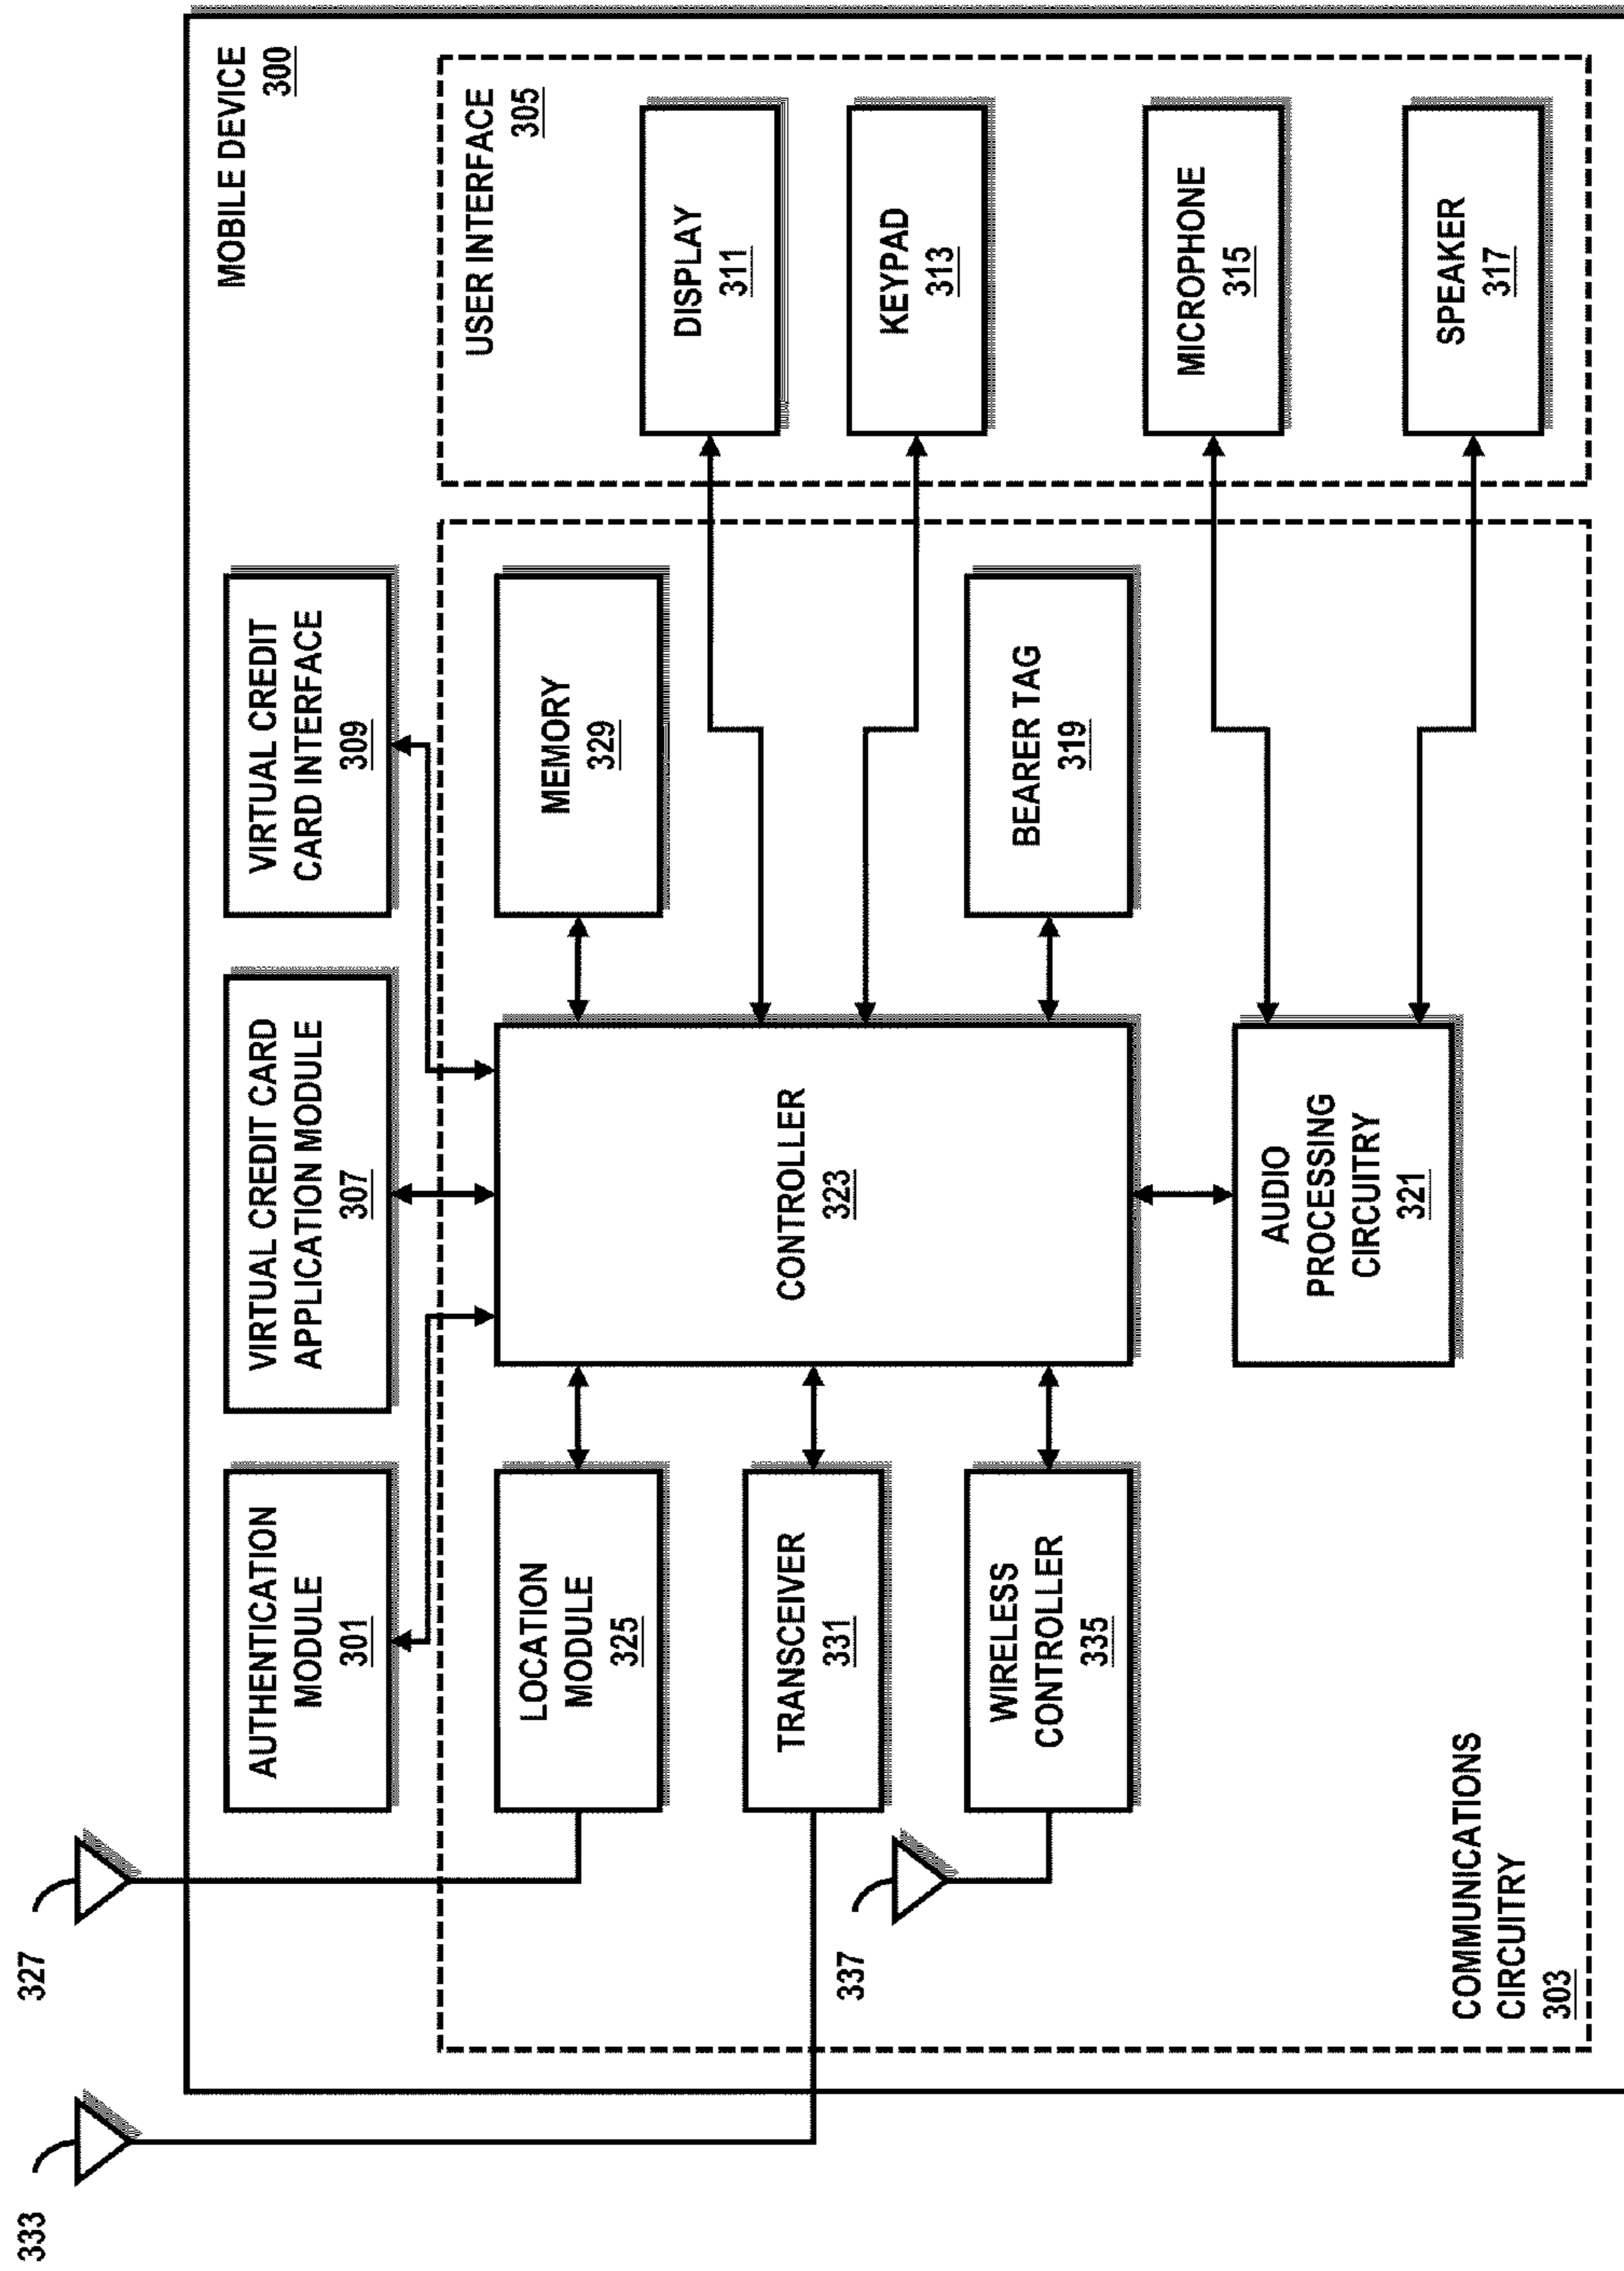 MOBILE DEVICE
300
333
327
AUTHENTICATION
MODULE
301
VIRTUAL CREDIT CARD
APPLICATION MODULE
307
VIRTUAL CREDIT
CARD INTERFACE
309
USER INTERFACE
305
LOCATION
MODULE
325
MEMORY
329
DISPLAY
311
TRANSCEIVER
331
CONTROLLER
323
KEYPAD
313
337
WIRELESS
CONTROLLER
335
BEARER TAG
319
MICROPHONE
315
AUDIO
PROCESSING
CIRCUITRY
321
SPEAKER
317
COMMUNICATIONS
CIRCUITRY
303